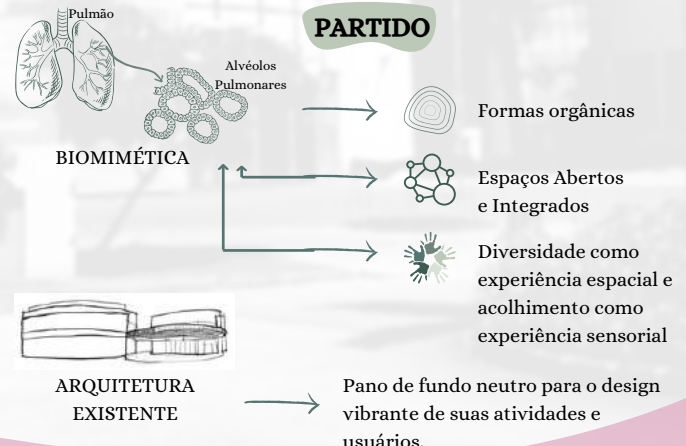 PARTIDO
Pulmão
Alvéolos
Pulmonares
BIOMIMÉTICA
Formas orgânicas
Espaços Abertos
e Integrados
Diversidade como
experiência espacial e
acolhimento como
experiência sensorial
ARQUITETURA
EXISTENTE
Pano de fundo neutro para o design
vibrante de suas atividades e
usuários.